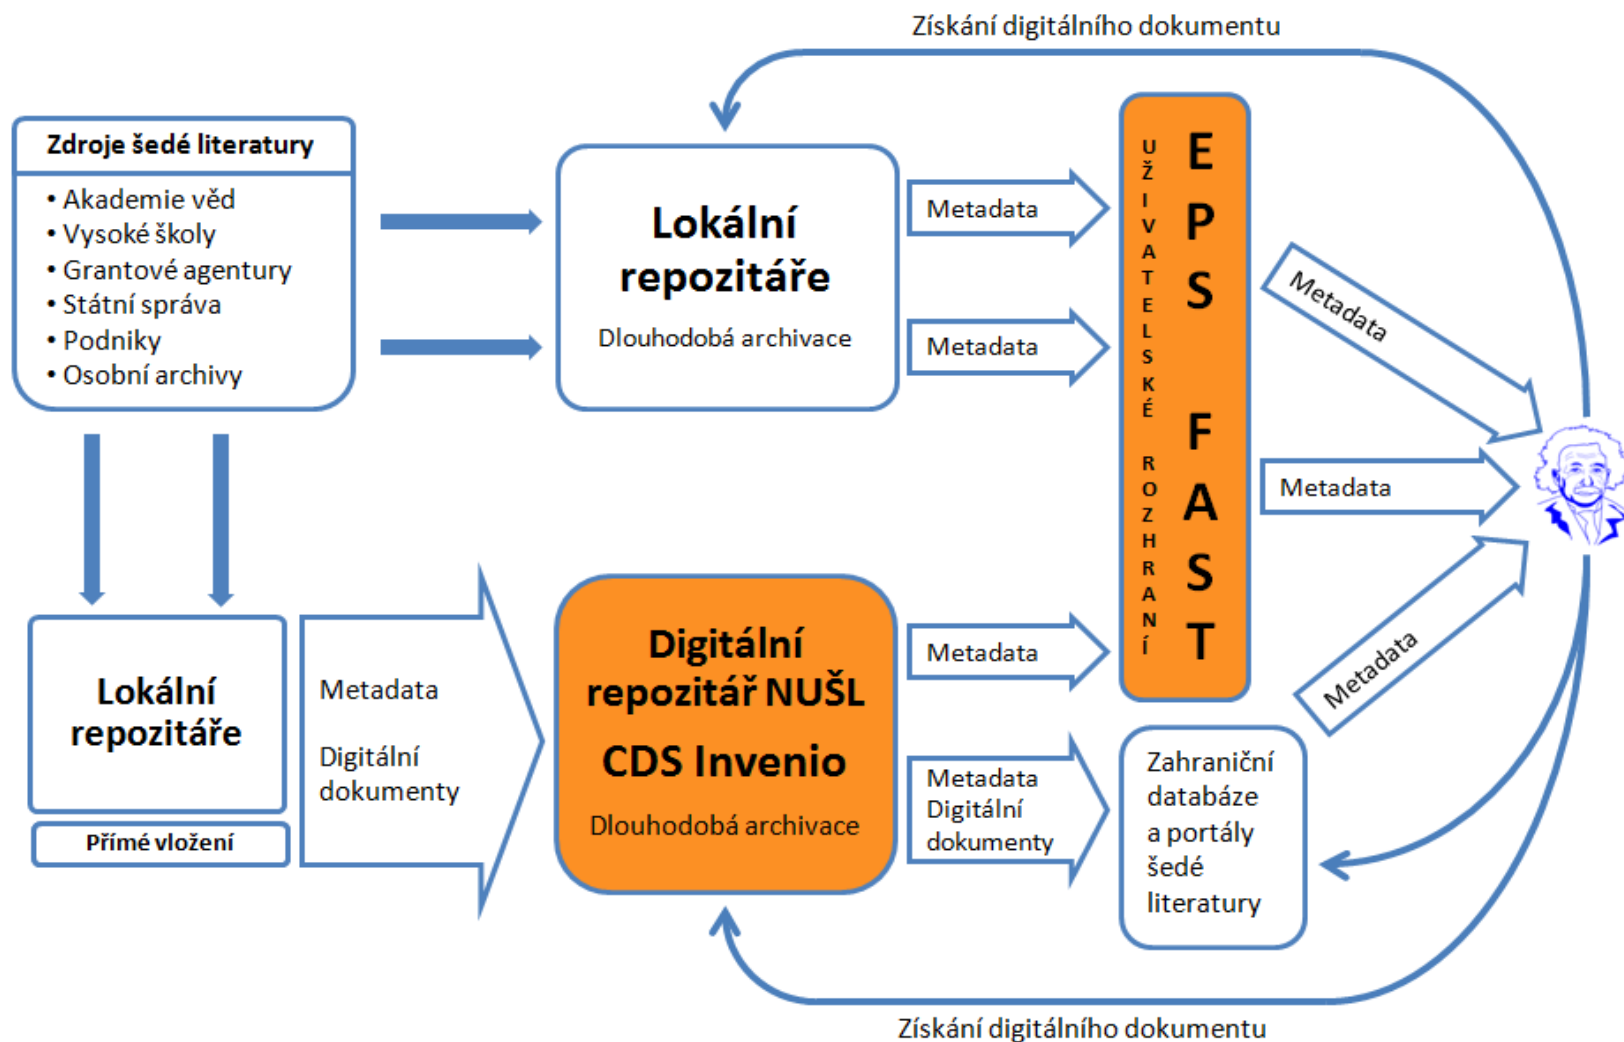 Získání digitálního dokumentu
Zdroje šedé literatury
• Akademie věd
• Vysoké školy
• Grantové agentury
• Státní správa
• Podniky
• Osobní archivy
Lokální
repozitáře
Dlouhodobá archivace
Metadata
Metadata
UŽIVATELSKÉ ROZHRANÍ
EPS FAST
Metadata
Metadata
Metadata
Lokální
repozitáře
Přímé vložení
Metadata
Digitální
dokumenty
Digitální
repozitář NUŠL
CDS Invenio
Dlouhodobá archivace
Metadata
Metadata
Digitální
dokumenty
Zahraniční
databáze
a portály
šedé
literatury
Získání digitálního dokumentu